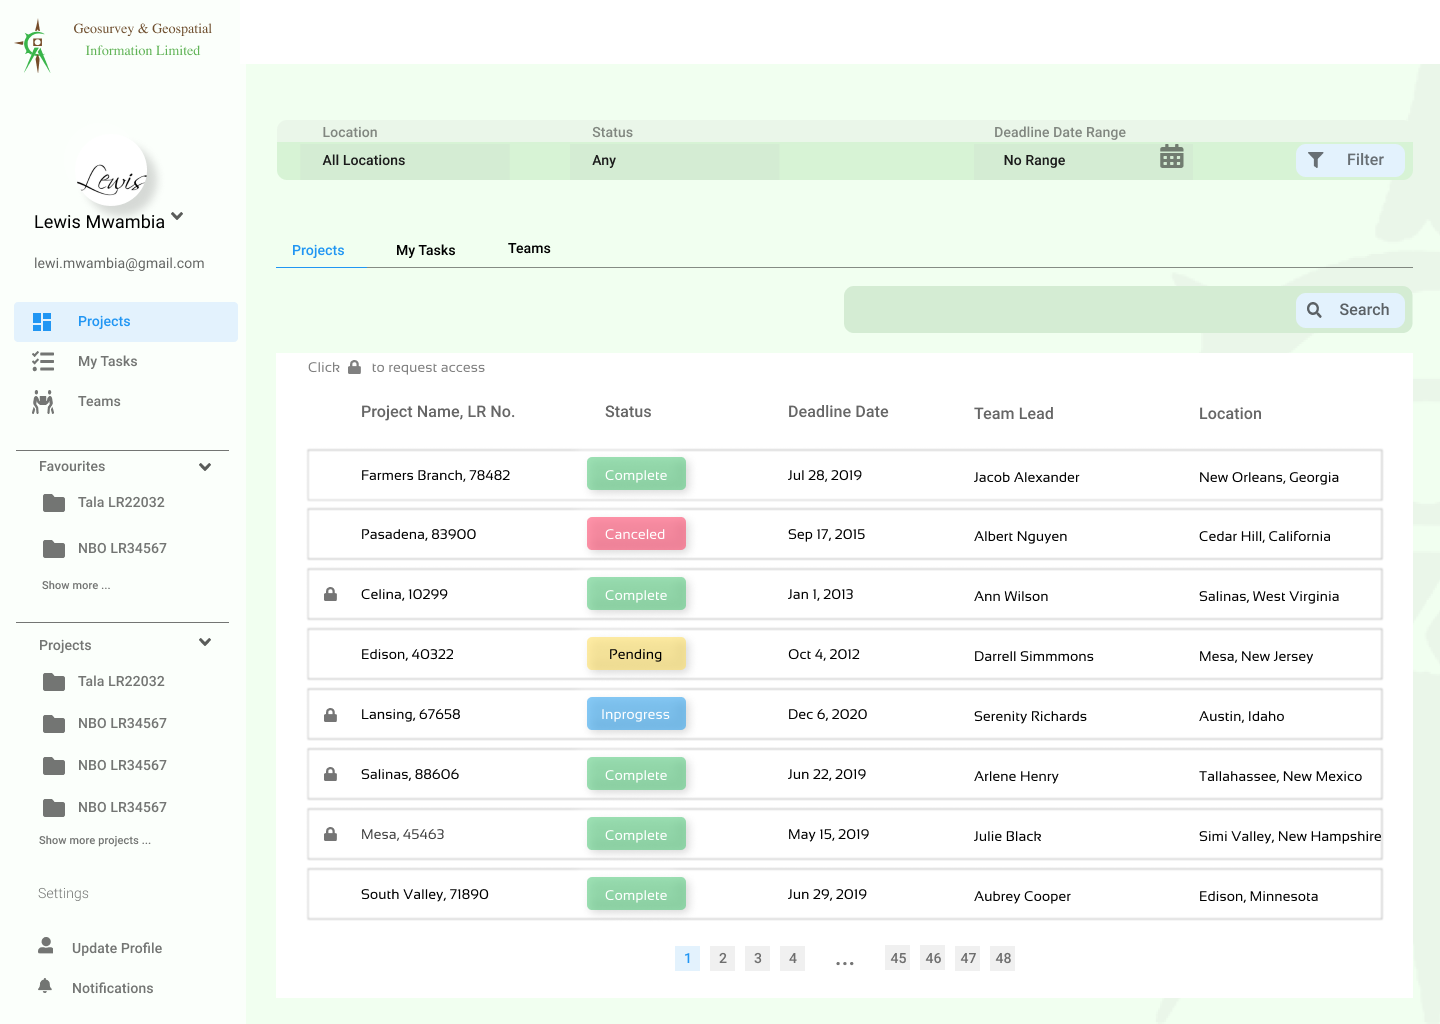 Geosurvey & Geospatial
Information Limited
Lewis
Lewis Mwambia
lewi.mwambia@gmail.com
Projects
My Tasks
Teams
Favourites
Tala LR22032
NBO LR34567
Show more ...
Projects
Tala LR22032
NBO LR34567
NBO LR34567
NBO LR34567
Show more projects ...
Settings
Update Profile
Notifications
Location Status Deadline Date Range
All Locations Any No Range Filter
Projects My Tasks Teams
Search
Click to request access
Project Name, LR No. Status Deadline Date Team Lead Location
Farmers Branch, 78482 Complete Jul 28, 2019 Jacob Alexander New Orleans, Georgia
Pasadena, 83900 Canceled Sep 17, 2015 Albert Nguyen Cedar Hill, California
Celina, 10299 Complete Jan 1, 2013 Ann Wilson Salinas, West Virginia
Edison, 40322 Pending Oct 4, 2012 Darrell Simmmons Mesa, New Jersey
Lansing, 67658 Inprogress Dec 6, 2020 Serenity Richards Austin, Idaho
Salinas, 88606 Complete Jun 22, 2019 Arlene Henry Tallahassee, New Mexico
Mesa, 45463 Complete May 15, 2019 Julie Black Simi Valley, New Hampshire
South Valley, 71890 Complete Jun 29, 2019 Aubrey Cooper Edison, Minnesota
1 2 3 4 ... 45 46 47 48